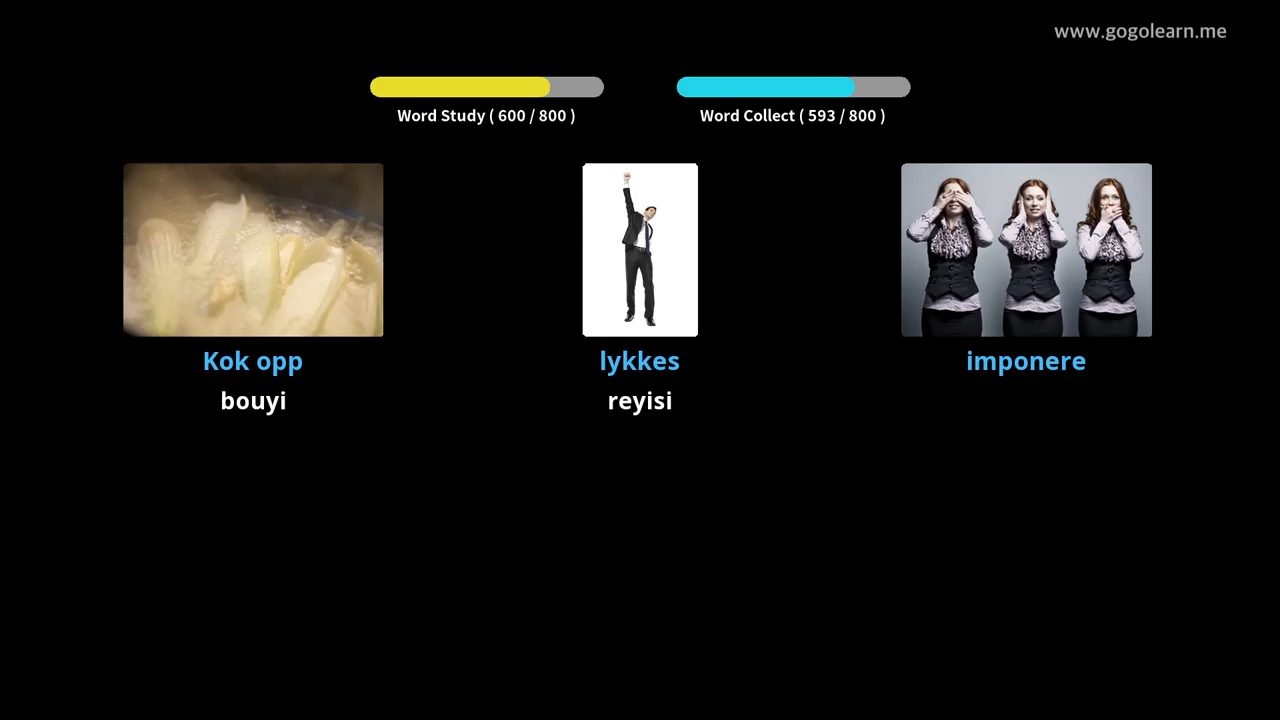 www.gogolearn.me
Word Study ( 600 / 800 )
Word Collect ( 593 / 800 )
Kok opp
lykkes
imponere
bouyi
reyisi